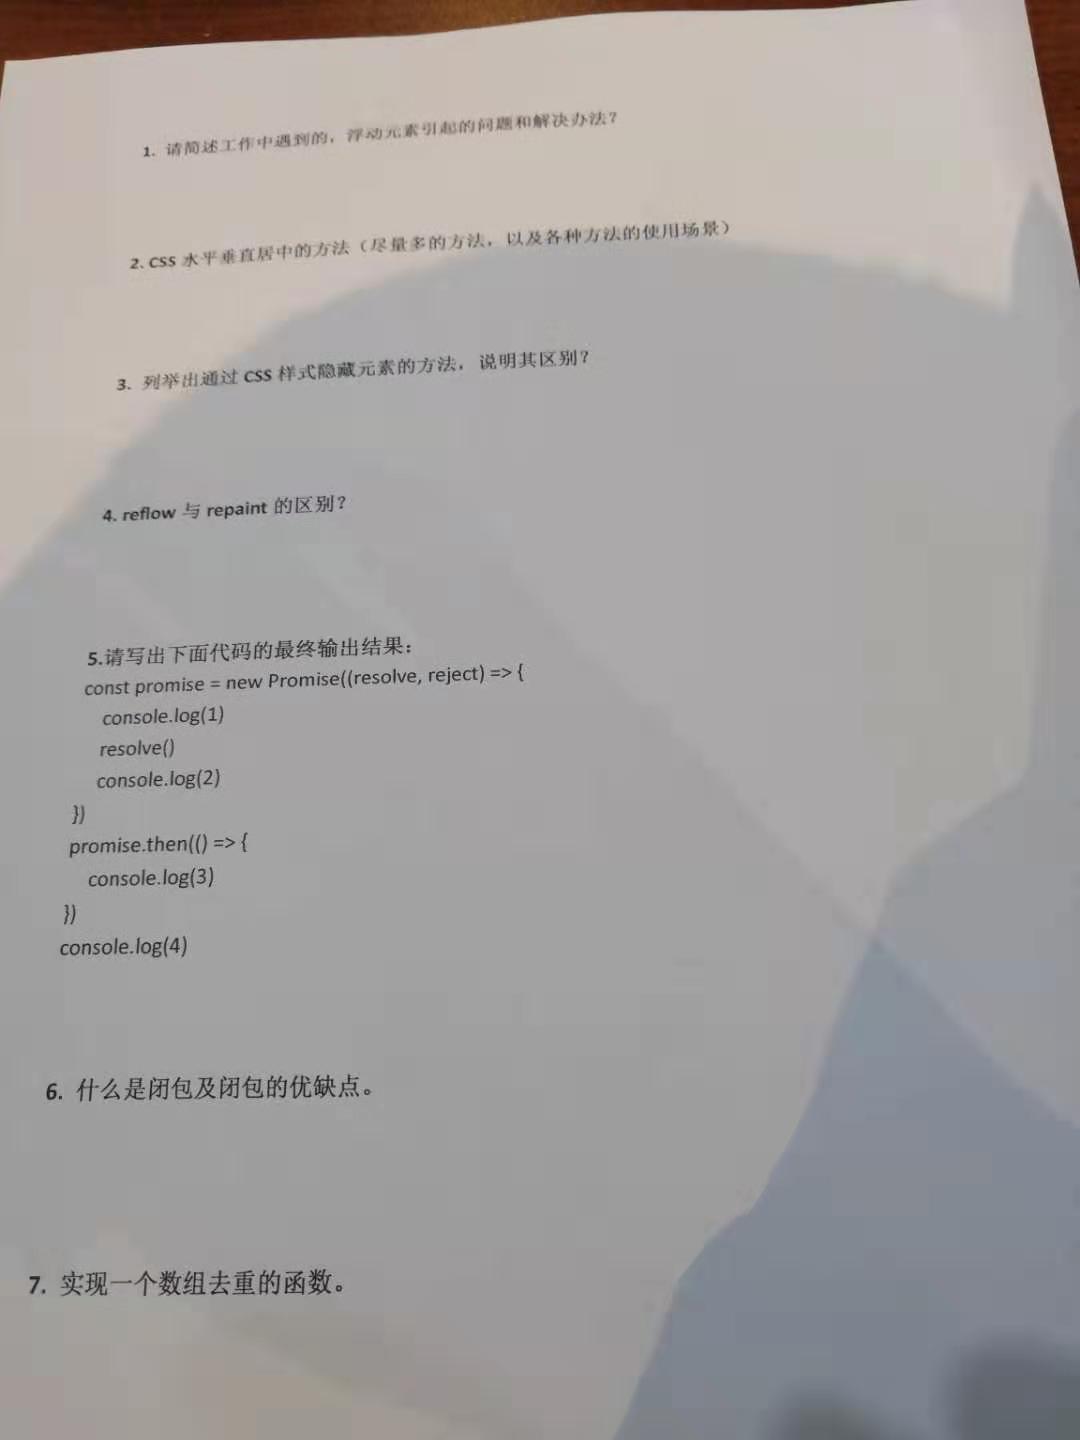 1. 请简述工作中遇到的，浮动元素引起的问题和解决办法？
2. CSS 水平垂直居中的方法（尽量多的方法，以及各种方法的使用场景）
3. 列举出通过 CSS 样式隐藏元素的方法，说明其区别？
4. reflow 与 repaint 的区别？
5.请写出下面代码的最终输出结果：
const promise = new Promise((resolve, reject) => {
console.log(1)
resolve()
console.log(2)
})
promise.then(() => {
console.log(3)
})
console.log(4)
6. 什么是闭包及闭包的优缺点。
7. 实现一个数组去重的函数。